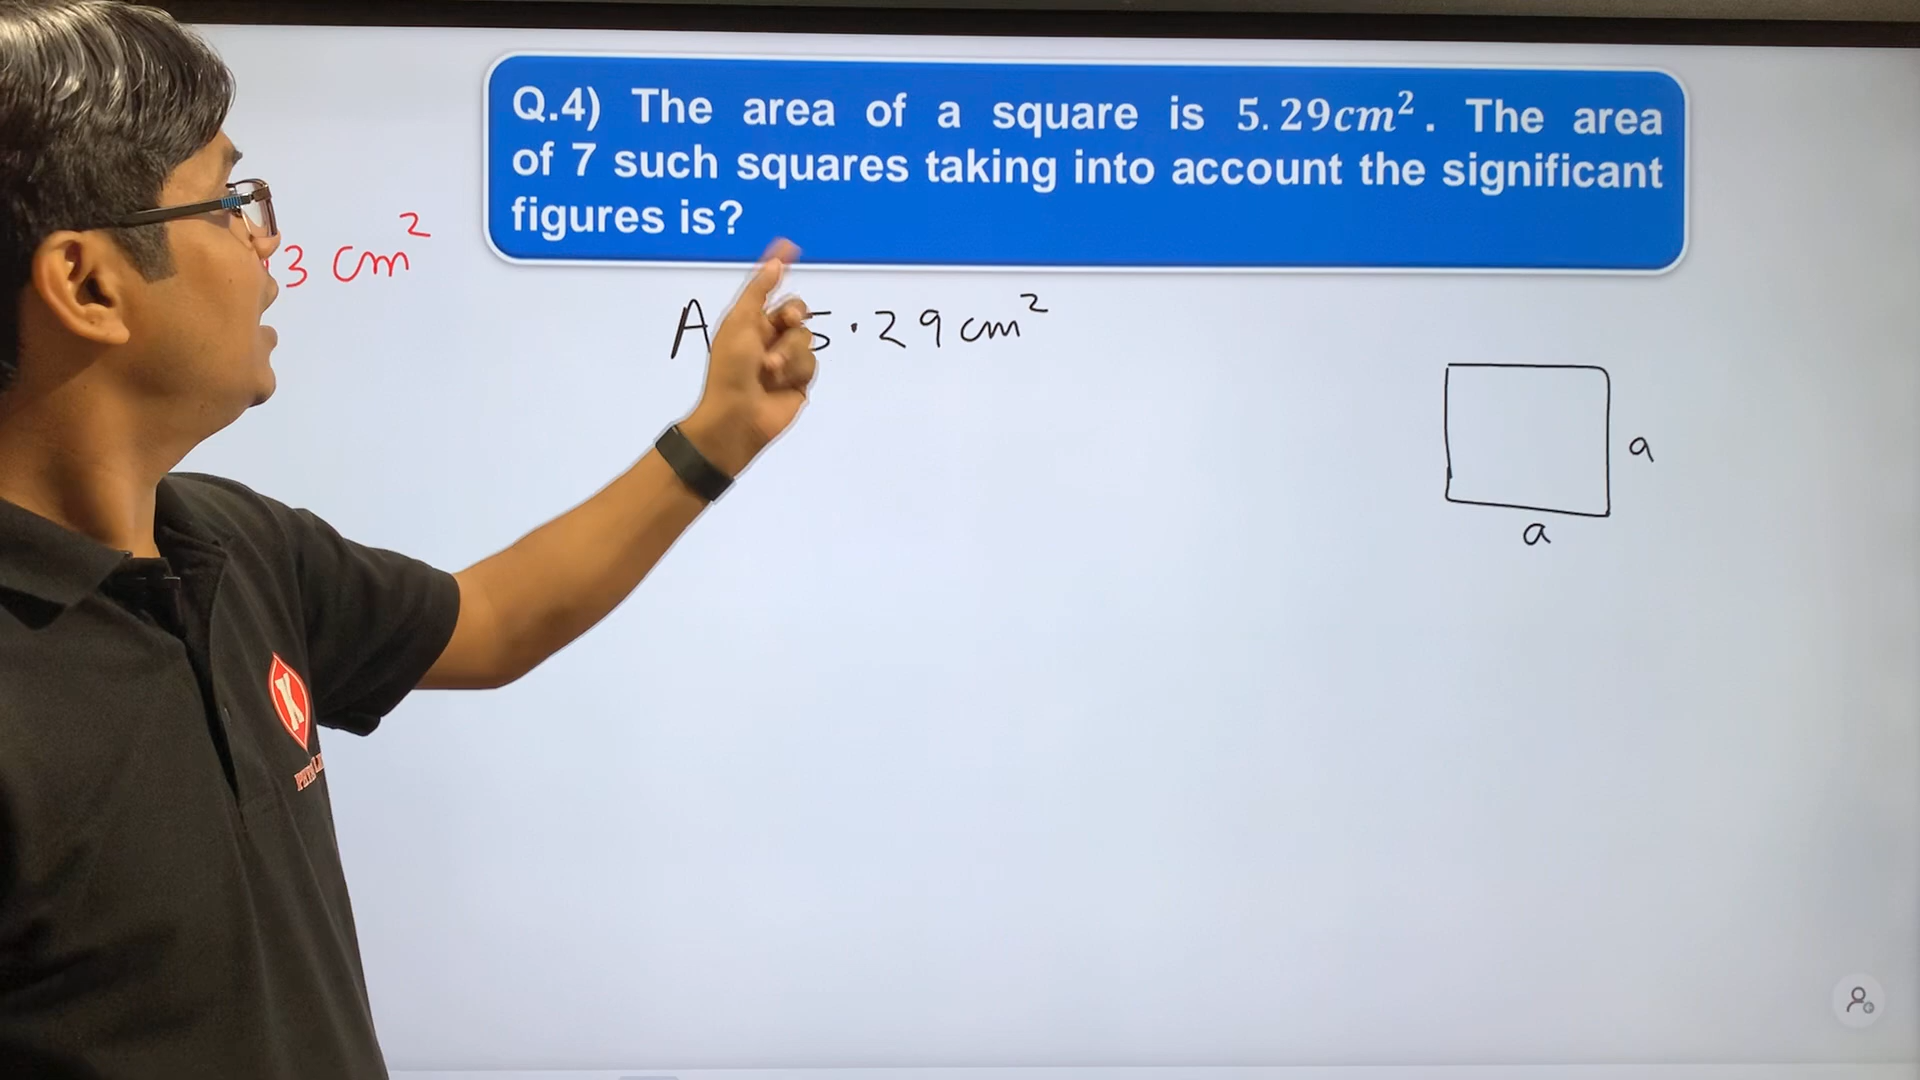 Q.4) The area of a square is 5.29cm². The area
of 7 such squares taking into account the significant
figures is?
3 cm²
A 5.29 cm²
a
a
K